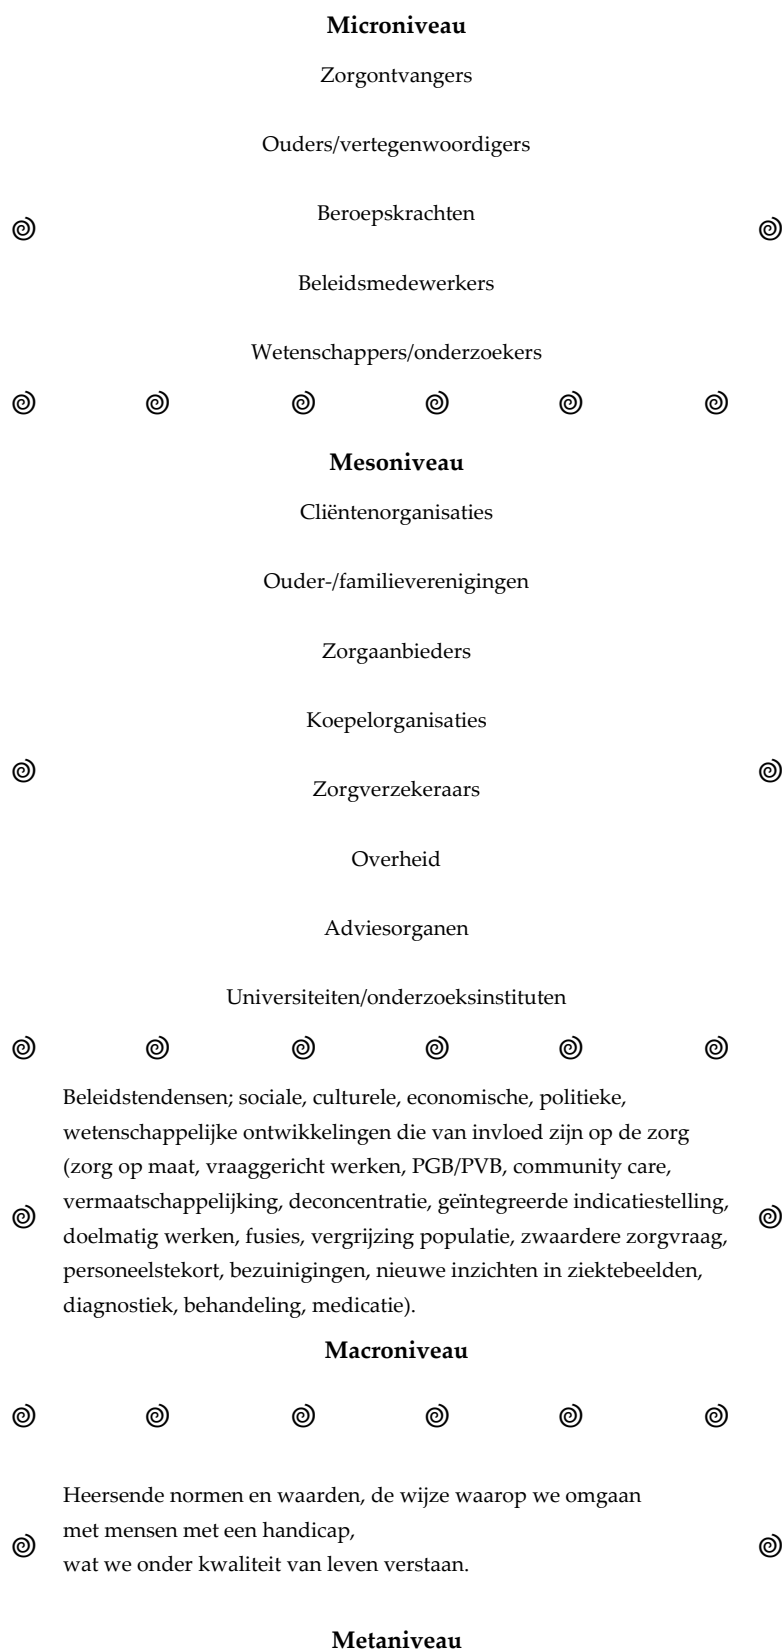 Microniveau
Zorgontvangers
Ouders/vertegenwoordigers
Beroepskrachten
Beleidsmedewerkers
Wetenschappers/onderzoekers
Mesoniveau
Cliëntenorganisaties
Ouder-/familieverenigingen
Zorgaanbieders
Koepelorganisaties
Zorgverzekeraars
Overheid
Adviesorganen
Universiteiten/onderzoeksinstituten
Beleidstendensen; sociale, culturele, economische, politieke,
wetenschappelijke ontwikkelingen die van invloed zijn op de zorg
(zorg op maat, vraaggericht werken, PGB/PVB, community care,
vermaatschappelijking, deconcentratie, geïntegreerde indicatiestelling,
doelmatig werken, fusies, vergrijzing populatie, zwaardere zorgvraag,
personeelstekort, bezuinigingen, nieuwe inzichten in ziektebeelden,
diagnostiek, behandeling, medicatie).
Macroniveau
Heersende normen en waarden, de wijze waarop we omgaan
met mensen met een handicap,
wat we onder kwaliteit van leven verstaan.
Metaniveau